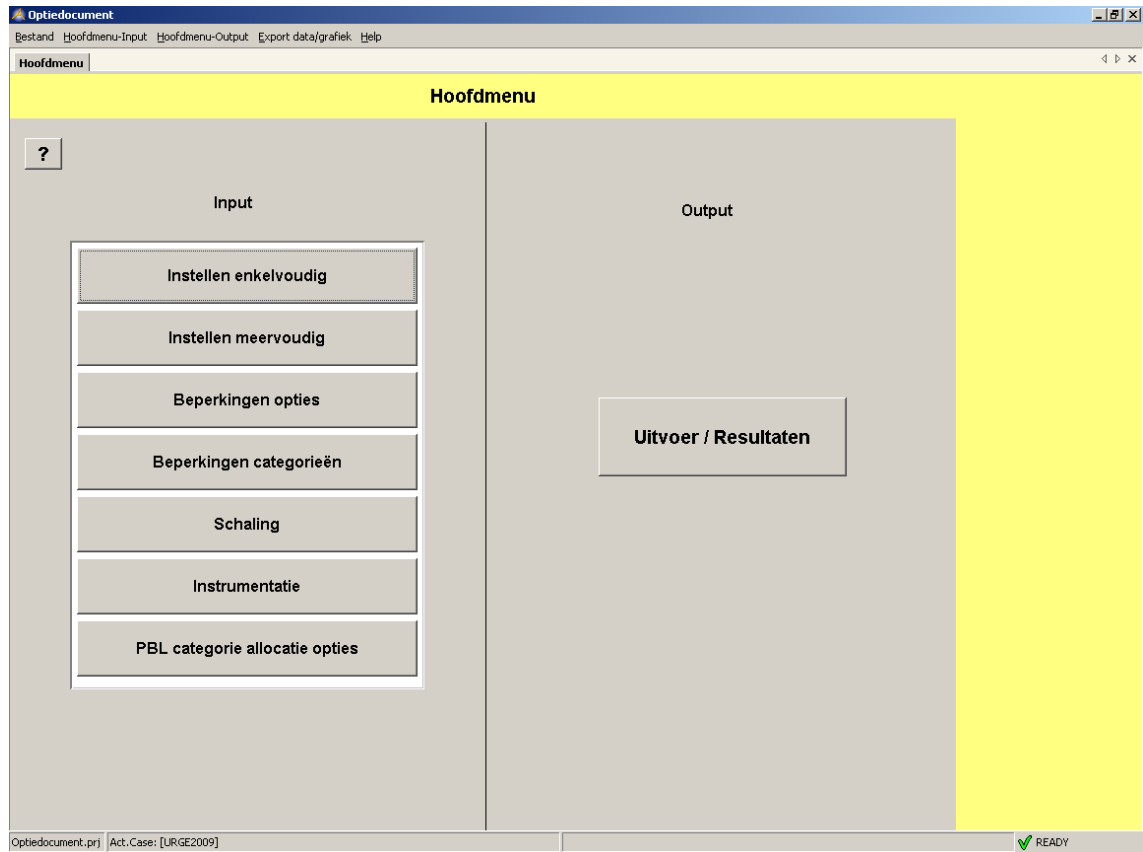 Optiedocument
Bestand Hoofdmenu-Input Hoofdmenu-Output Export data/grafiek Help
Hoofdmenu
Hoofdmenu
?
Input
Output
Instellen enkelvoudig
Instellen meervoudig
Beperkingen opties
Beperkingen categorieën
Schaling
Instrumentatie
PBL categorie allocatie opties
Uitvoer / Resultaten
Optiedocument.prj Act.Case: [URGE2009] READY